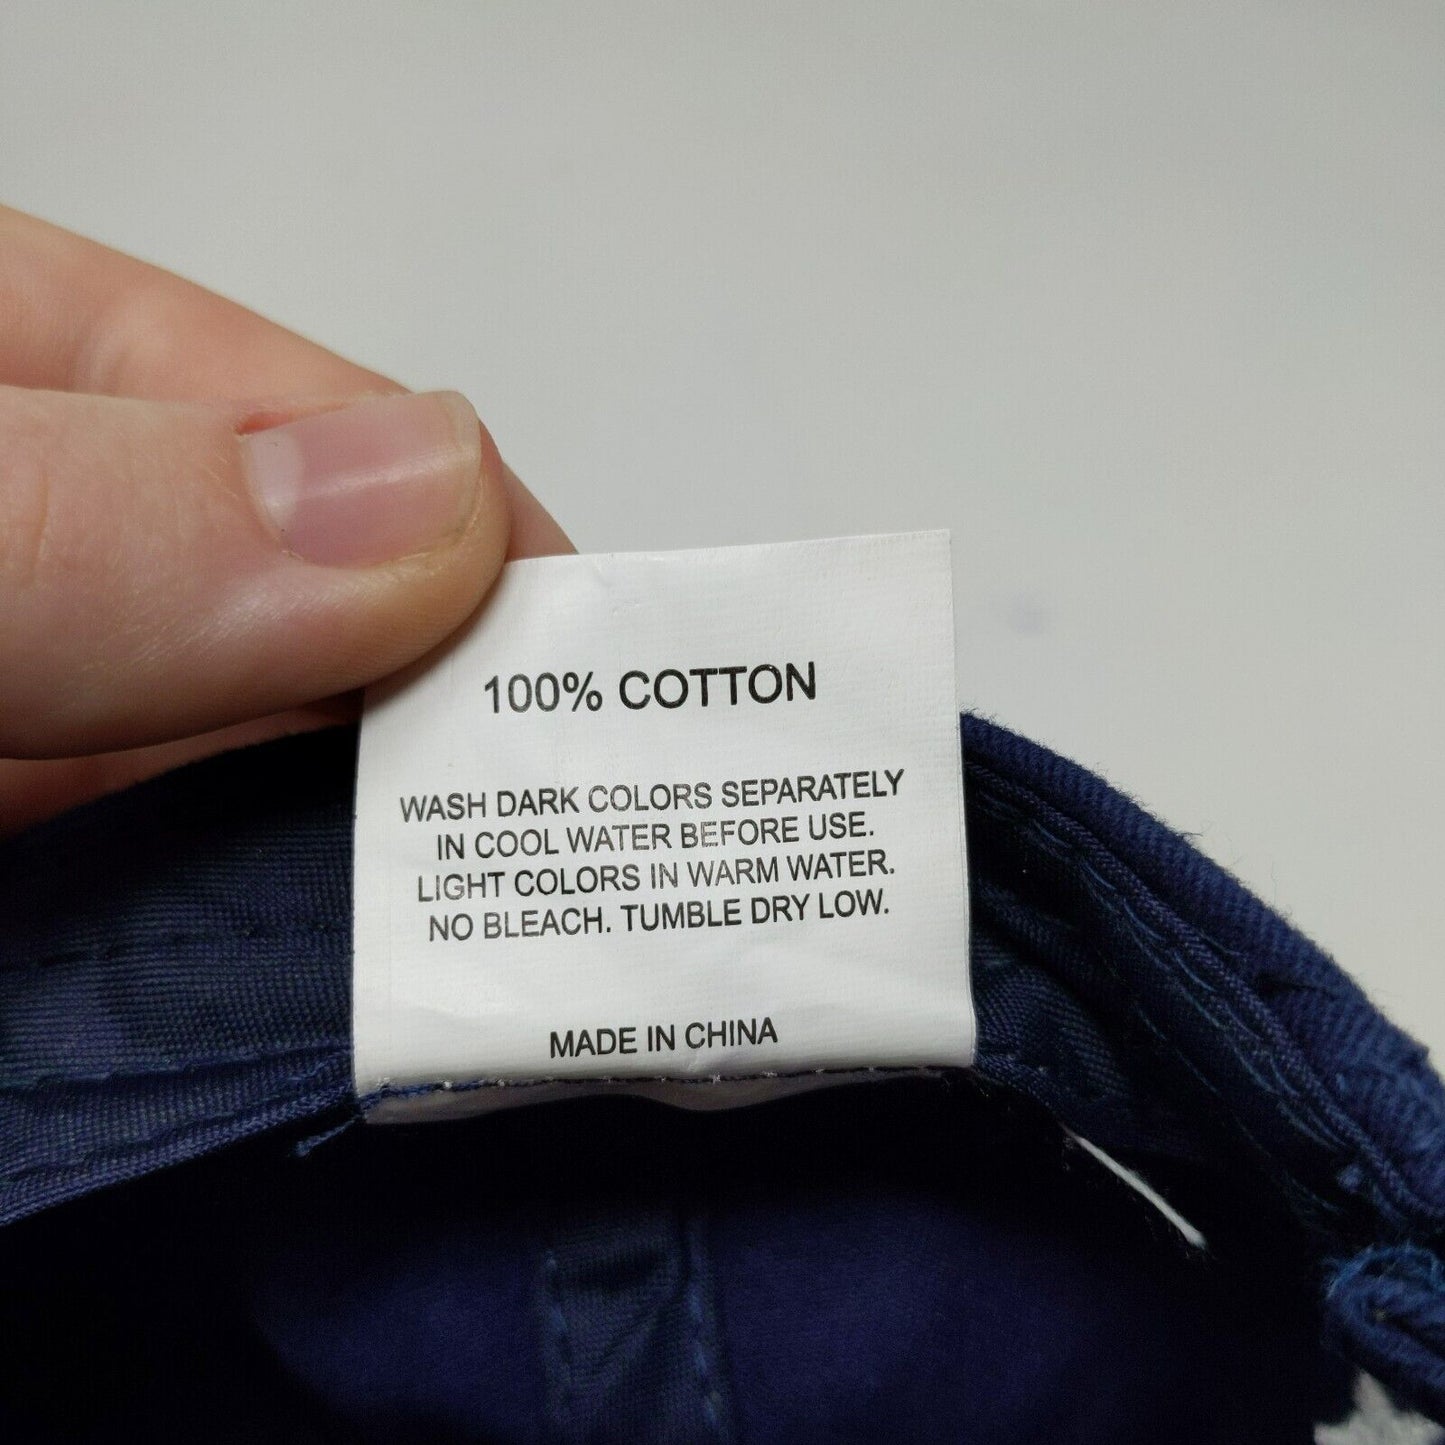 100% COTTON
WASH DARK COLORS SEPARATELY
IN COOL WATER BEFORE USE.
LIGHT COLORS IN WARM WATER.
NO BLEACH. TUMBLE DRY LOW.
MADE IN CHINA